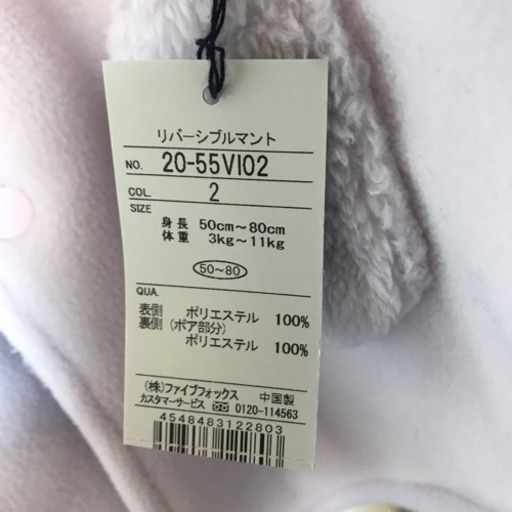 リバーシブルマント
NO. 20-55VI02
COL. 2
SIZE
身長 50cm～80cm
体重 3kg～11kg
50～80
QUA.
表側 ポリエステル 100%
裏側（ボア部分）
ポリエステル 100%
(株)ファイブフォックス 中国製
カスタマーサービス 0120-114563
4548483122803